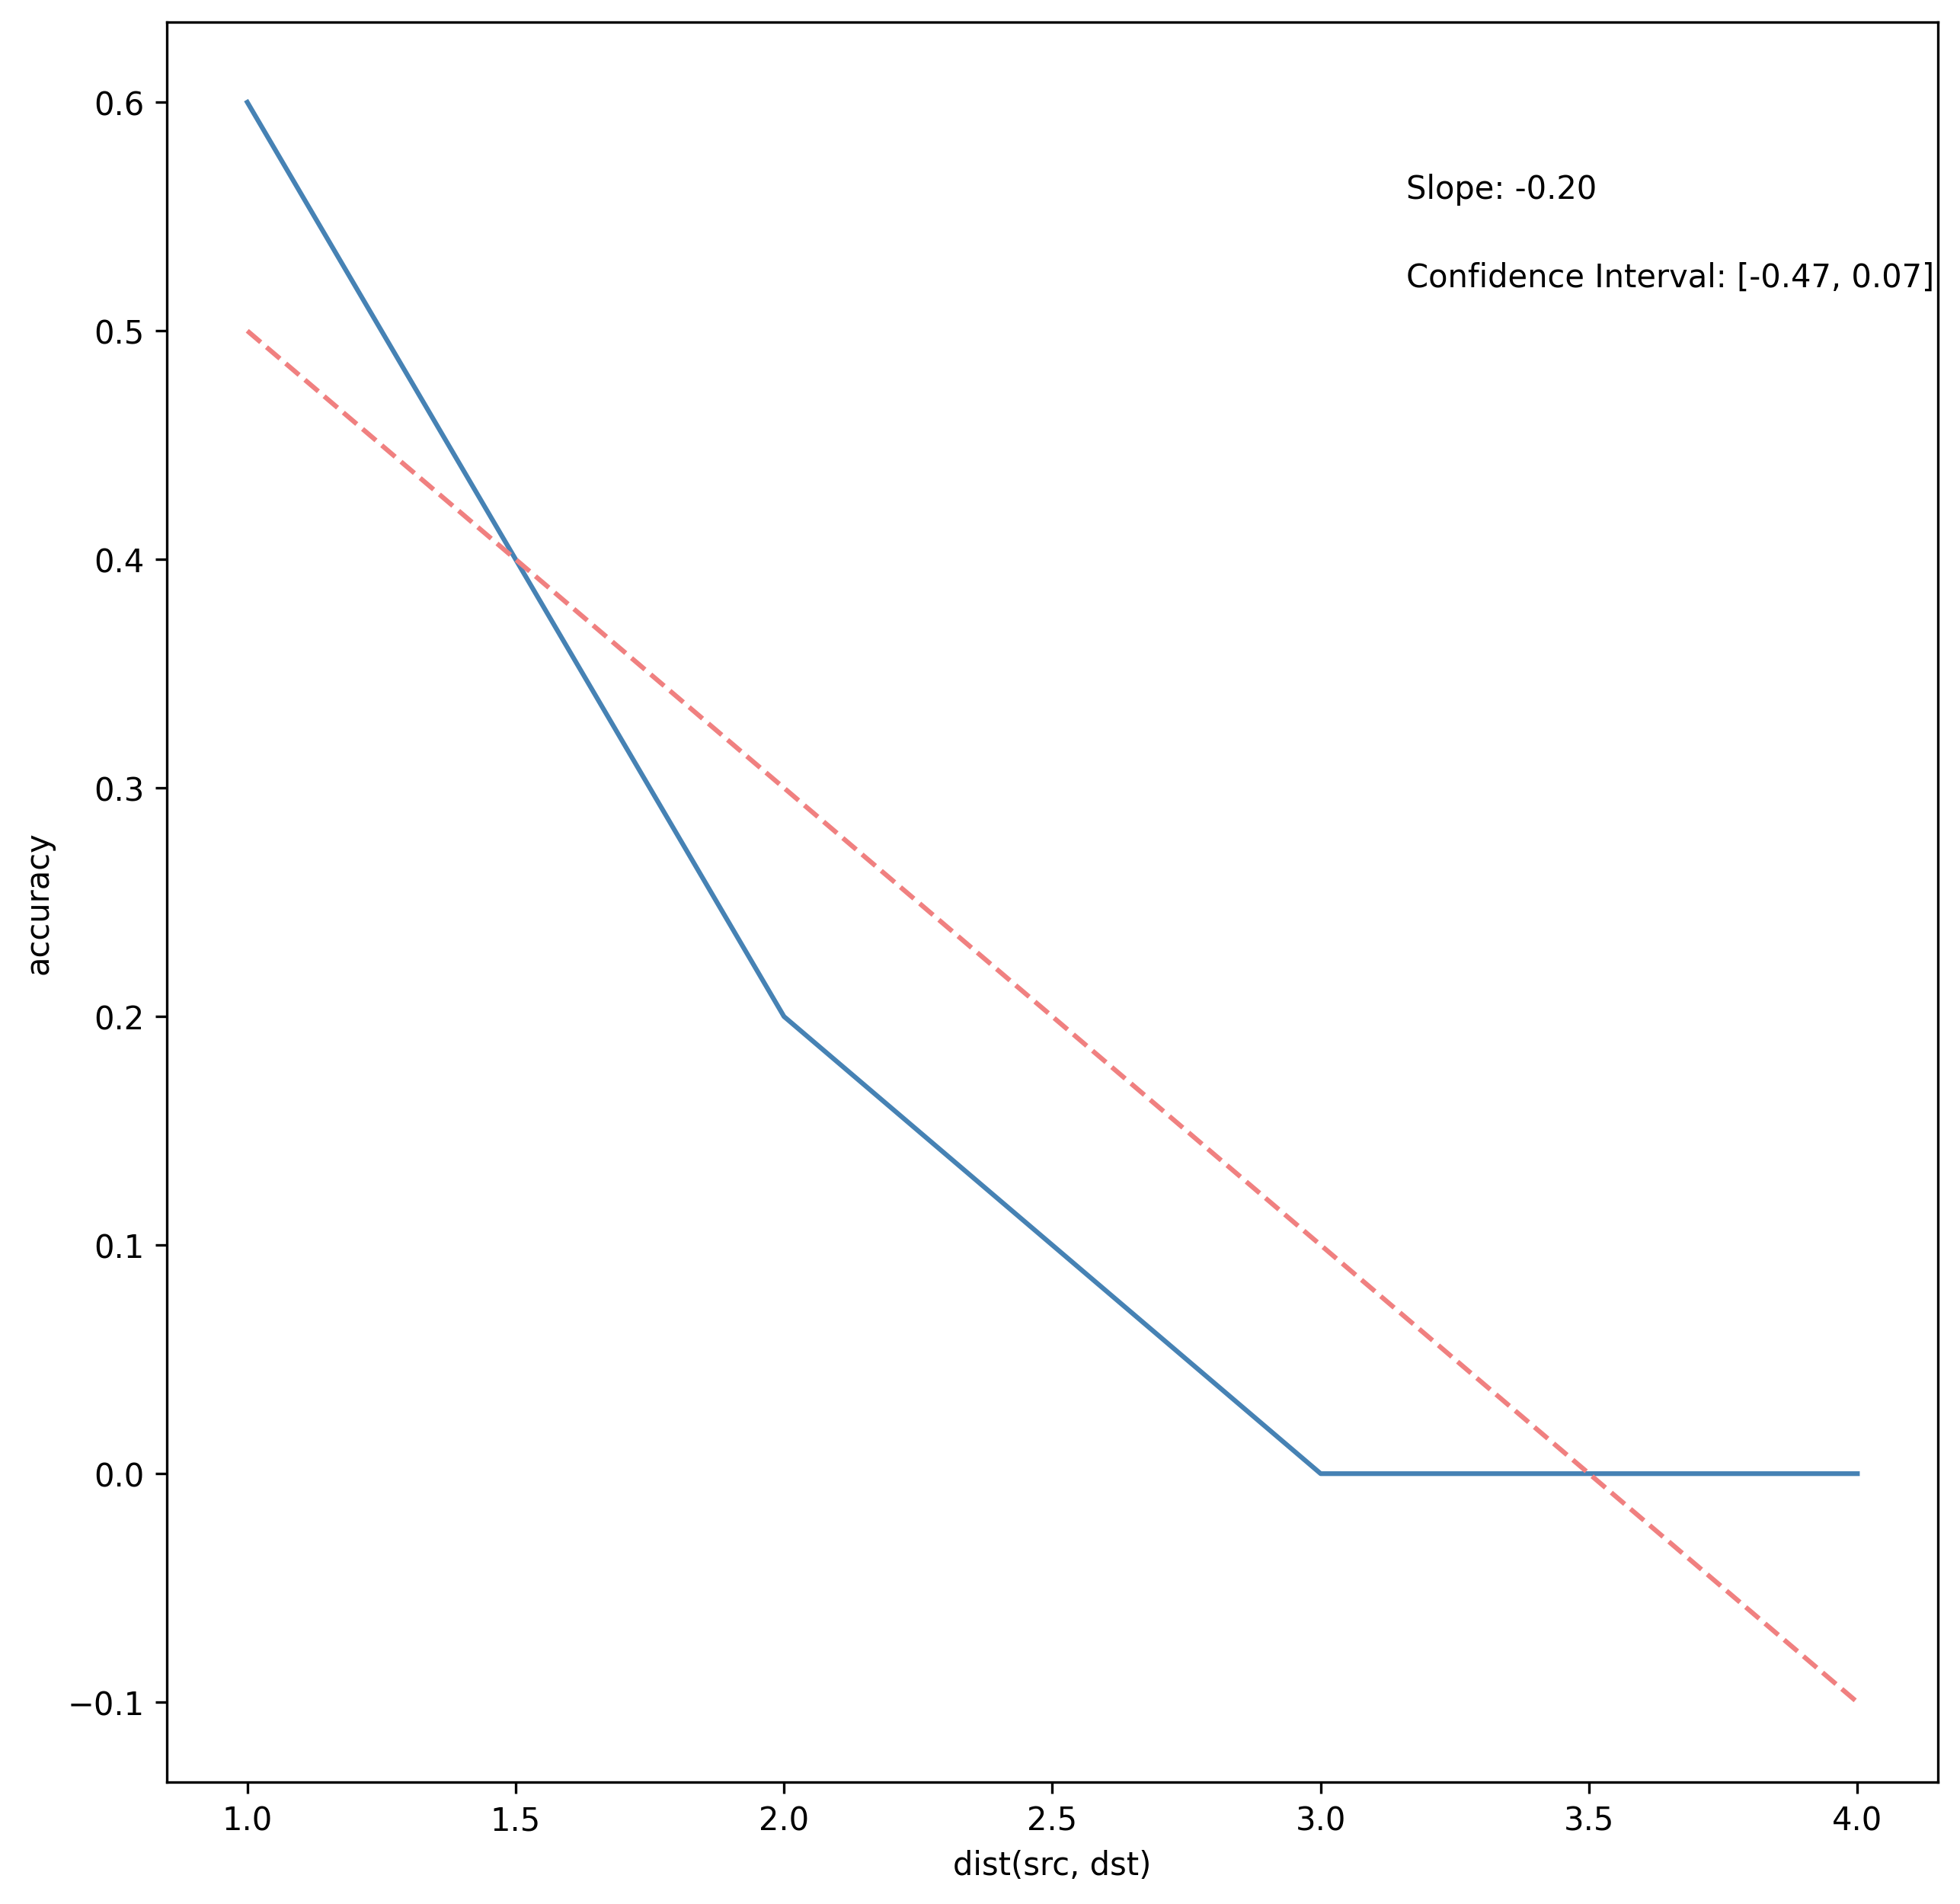 0.6
Slope: -0.20
Confidence Interval: [-0.47, 0.07]
0.5
0.4
0.3
accuracy
0.2
0.1
0.0
−0.1
1.0 1.5 2.0 2.5 3.0 3.5 4.0
dist(src, dst)